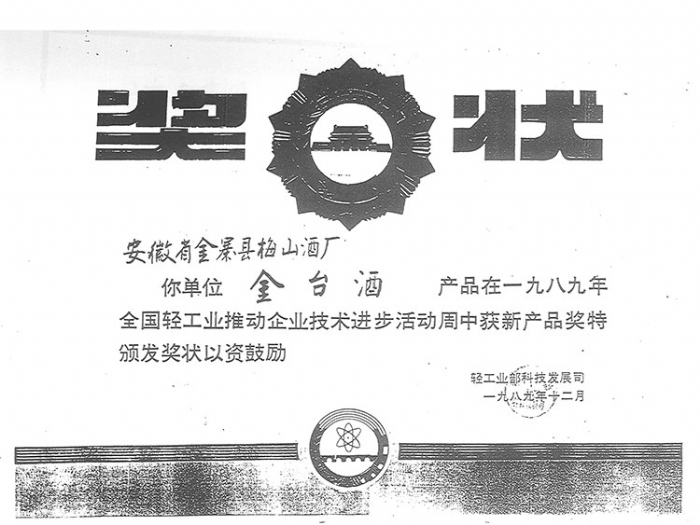 奖状
安徽省金寨县梅山酒厂
你单位 金台酒 产品在一九八九年
全国轻工业推动企业技术进步活动周中获新产品奖特
颁发奖状以资鼓励
轻工业部科技发展司
一九八九年十二月